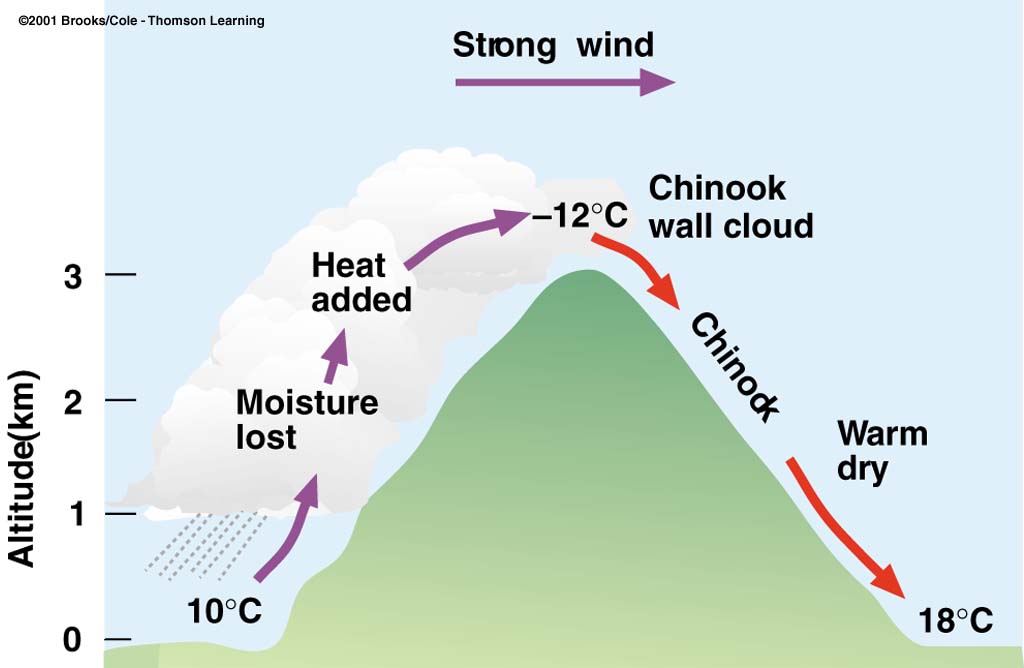 ©2001 Brooks/Cole - Thomson Learning
Strong wind
Chinook
wall cloud
–12°C
Heat
added
3
Chinook
2
Moisture
lost
Warm
dry
Altitude(km)
1
10°C
18°C
0